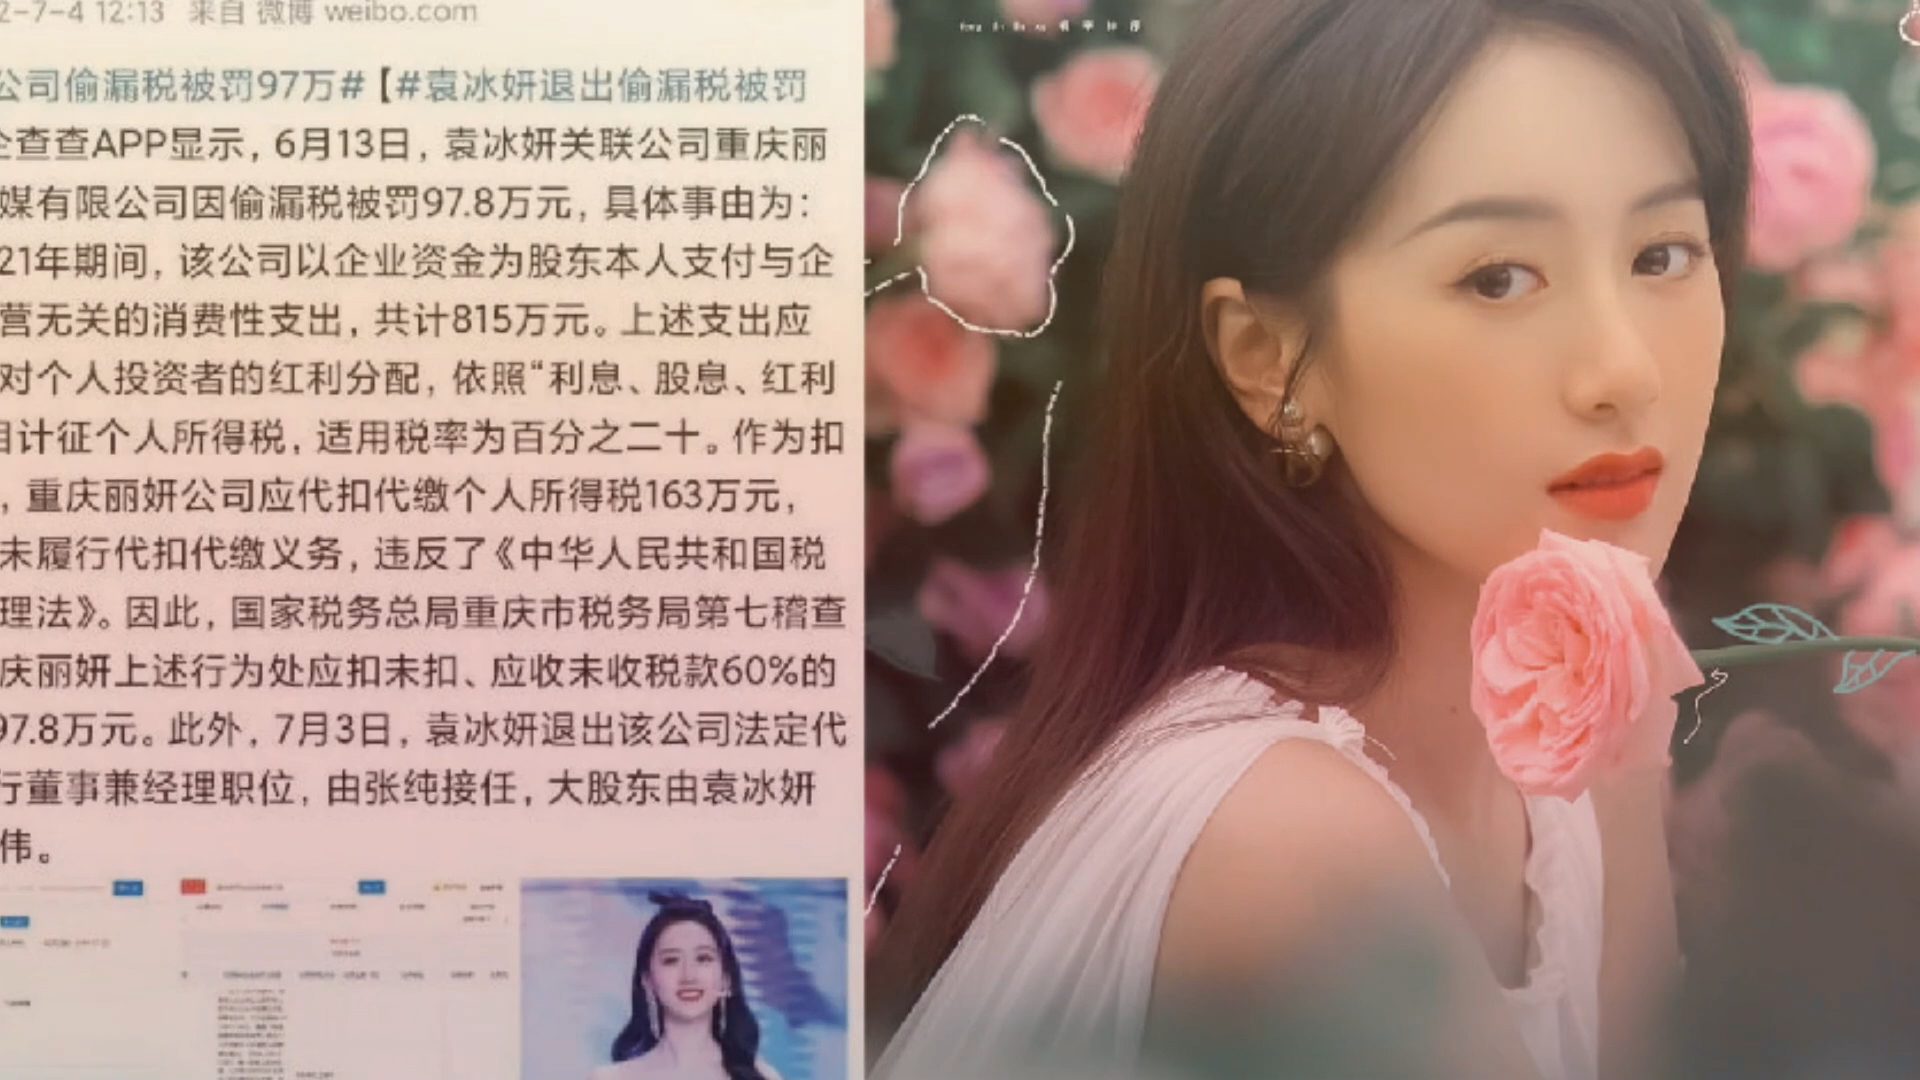 2-7-4 12:13 来自 微博 weibo.com
公司偷漏税被罚97万#【#袁冰妍退出偷漏税被罚
企查查APP显示，6月13日，袁冰妍关联公司重庆丽
媒有限公司因偷漏税被罚97.8万元，具体事由为：
21年期间，该公司以企业资金为股东本人支付与企
营无关的消费性支出，共计815万元。上述支出应
对个人投资者的红利分配，依照“利息、股息、红利
目计征个人所得税，适用税率为百分之二十。作为扣
，重庆丽妍公司应代扣代缴个人所得税163万元，
未履行代扣代缴义务，违反了《中华人民共和国税
理法》。因此，国家税务总局重庆市税务局第七稽查
庆丽妍上述行为处应扣未扣、应收未收税款60%的
97.8万元。此外，7月3日，袁冰妍退出该公司法定代
行董事兼经理职位，由张纯接任，大股东由袁冰妍
伟。